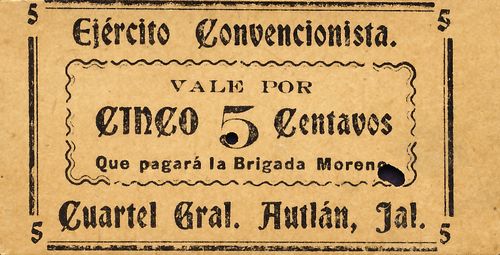 5 5
Ejército Convencionista.
VALE POR
CINCO 5 Centavos
Que pagará la Brigada Moreno
Cuartel Gral. Autlán, Jal.
5 5